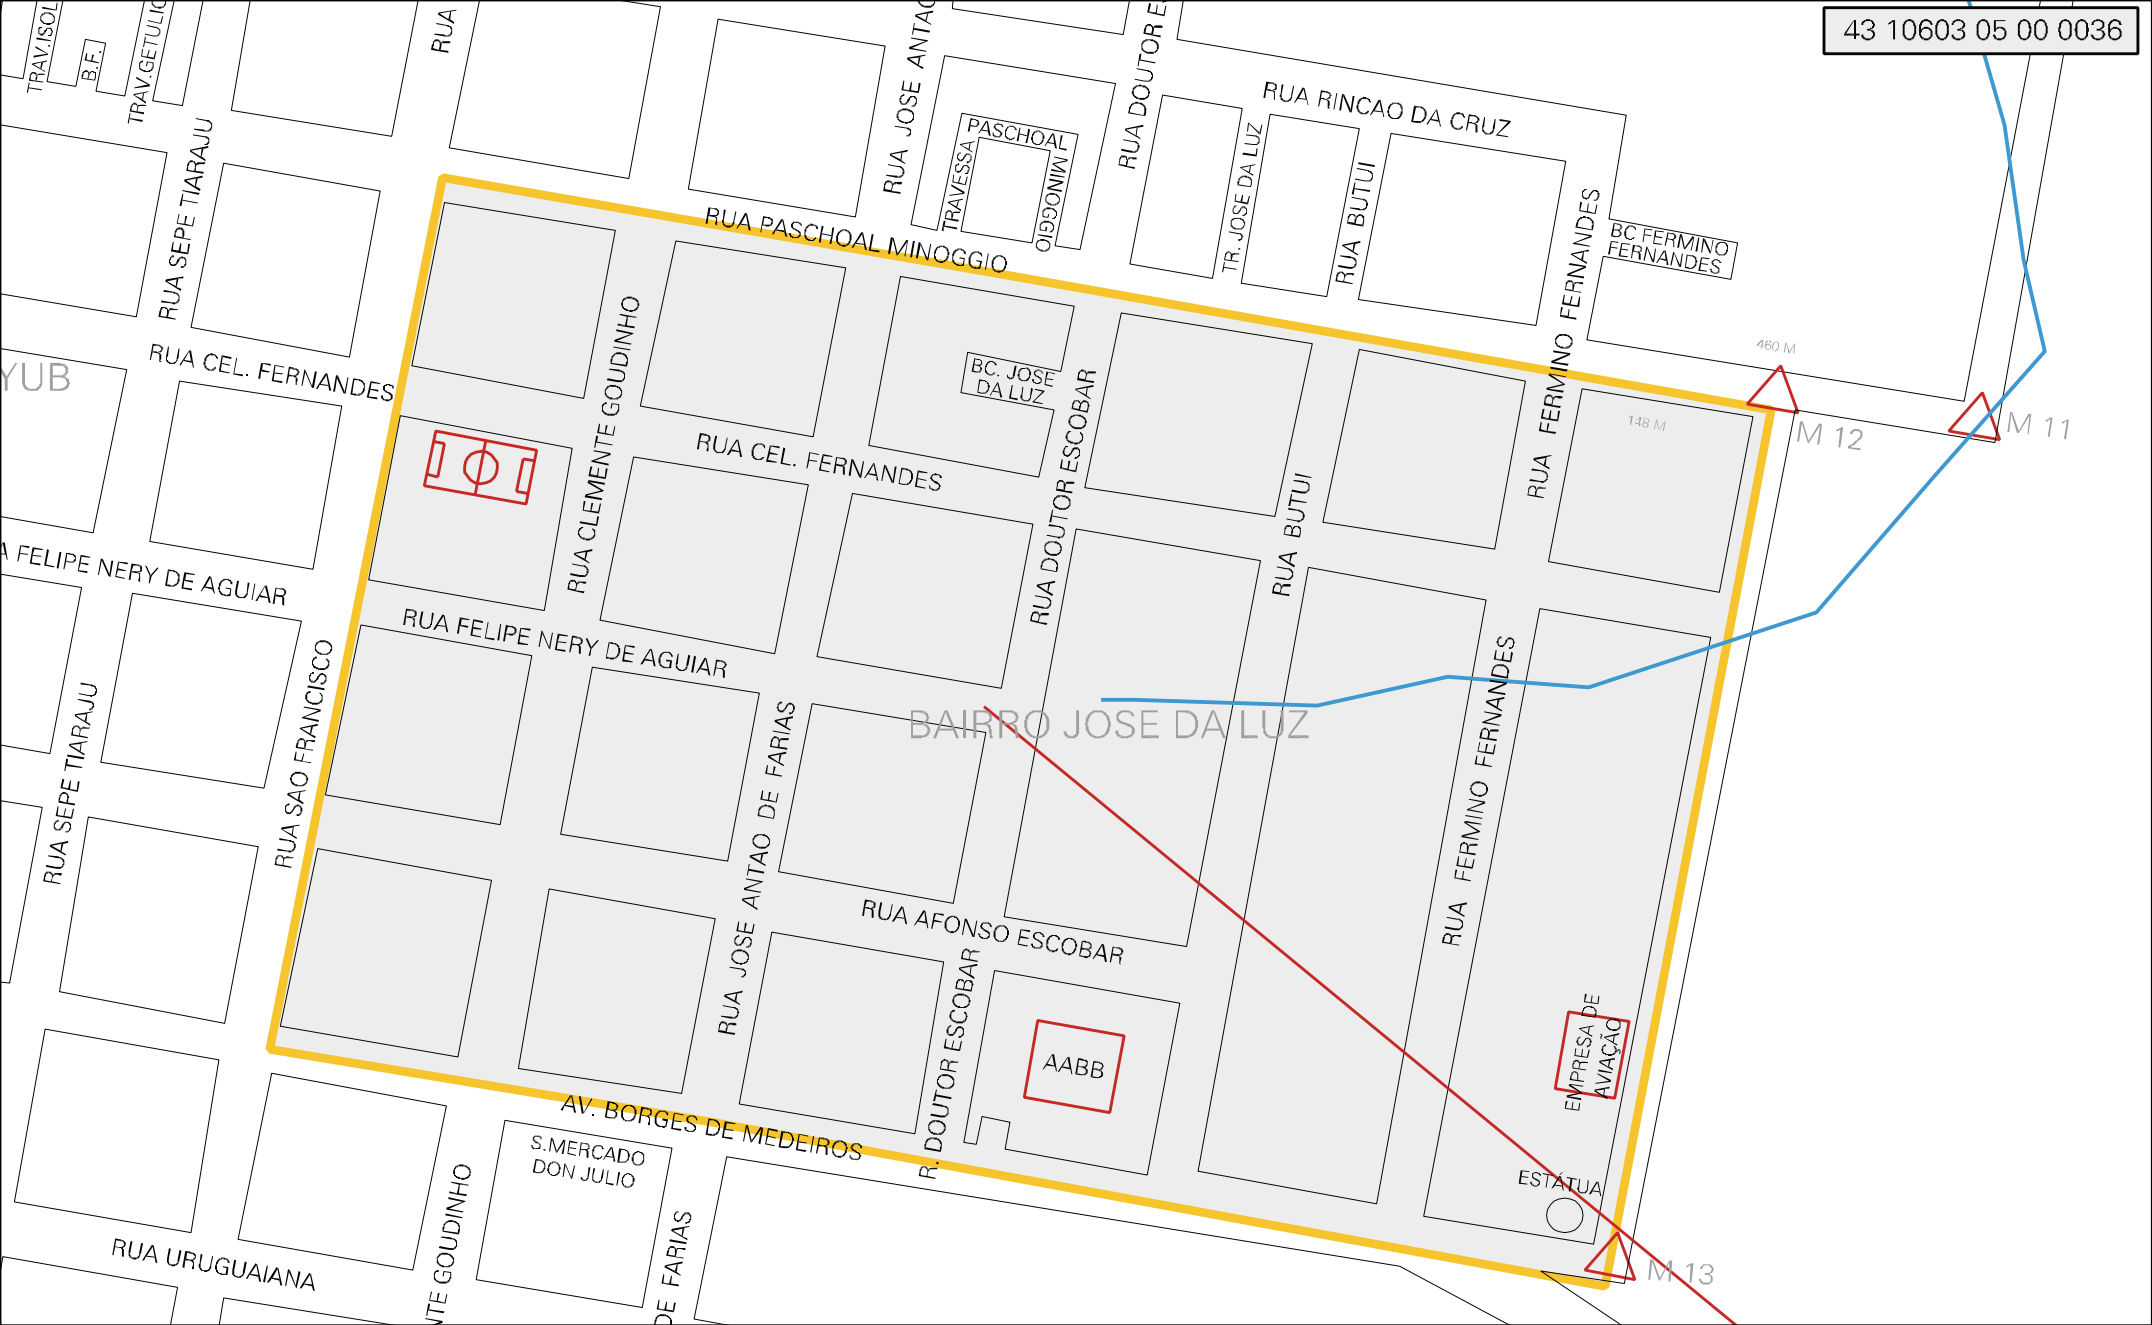 43 10603 05 00 0036
TRAV.ISOL
B.F.
TRAV.GETULIO
RUA
RUA JOSE ANTAO
RUA DOUTOR ES
RUA RINCAO DA CRUZ
RUA SEPE TIARAJU
PASCHOAL
TRAVESSA
MINOGGIO
TR. JOSE DA LUZ
RUA BUTUI
RUA FERMINO FERNANDES
BC FERMINO
FERNANDES
RUA PASCHOAL MINOGGIO
460 M
148 M
M 12
M 11
YUB
RUA CEL. FERNANDES
RUA CLEMENTE GOUDINHO
BC. JOSE
DA LUZ
RUA DOUTOR ESCOBAR
RUA CEL. FERNANDES
RUA BUTUI
A FELIPE NERY DE AGUIAR
RUA FELIPE NERY DE AGUIAR
RUA SAO FRANCISCO
RUA SEPE TIARAJU
RUA JOSE ANTAO DE FARIAS
BAIRRO JOSE DA LUZ
RUA FERMINO FERNANDES
RUA AFONSO ESCOBAR
R. DOUTOR ESCOBAR
AABB
EMPRESA DE
AVIAÇÃO
ESTÁTUA
AV. BORGES DE MEDEIROS
S.MERCADO
DON JULIO
NTE GOUDINHO
DE FARIAS
RUA URUGUAIANA
M 13